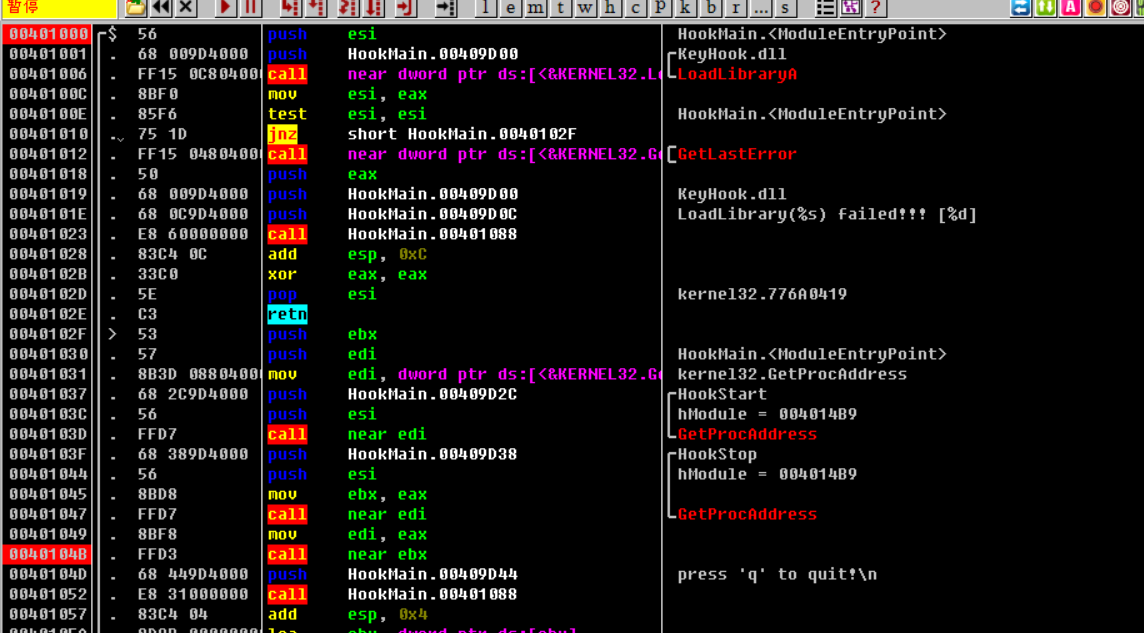 暂停 l e m t w h c P k b r ... s ?
00401000 $ 56 push esi HookMain.<ModuleEntryPoint>
00401001 . 68 009D4000 push HookMain.00409D00 KeyHook.dll
00401006 . FF15 0C80400 call near dword ptr ds:[<&KERNEL32.L LoadLibraryA
0040100C . 8BF0 mov esi, eax
0040100E . 85F6 test esi, esi HookMain.<ModuleEntryPoint>
00401010 . 75 1D jnz short HookMain.0040102F
00401012 . FF15 0480400 call near dword ptr ds:[<&KERNEL32.G GetLastError
00401018 . 50 push eax
00401019 . 68 009D4000 push HookMain.00409D00 KeyHook.dll
0040101E . 68 0C9D4000 push HookMain.00409D0C LoadLibrary(%s) failed!!! [%d]
00401023 . E8 60000000 call HookMain.00401088
00401028 . 83C4 0C add esp, 0xC
0040102B . 33C0 xor eax, eax
0040102D . 5E pop esi kernel32.776A0419
0040102E . C3 retn
0040102F > 53 push ebx
00401030 . 57 push edi HookMain.<ModuleEntryPoint>
00401031 . 8B3D 0880400 mov edi, dword ptr ds:[<&KERNEL32.G kernel32.GetProcAddress
00401037 . 68 2C9D4000 push HookMain.00409D2C HookStart
0040103C . 56 push esi hModule = 004014B9
0040103D . FFD7 call near edi GetProcAddress
0040103F . 68 389D4000 push HookMain.00409D38 HookStop
00401044 . 56 push esi hModule = 004014B9
00401045 . 8BD8 mov ebx, eax
00401047 . FFD7 call near edi GetProcAddress
00401049 . 8BF8 mov edi, eax
0040104B . FFD3 call near ebx
0040104D . 68 449D4000 push HookMain.00409D44 press 'q' to quit!\n
00401052 . E8 31000000 call HookMain.00401088
00401057 . 83C4 04 add esp, 0x4